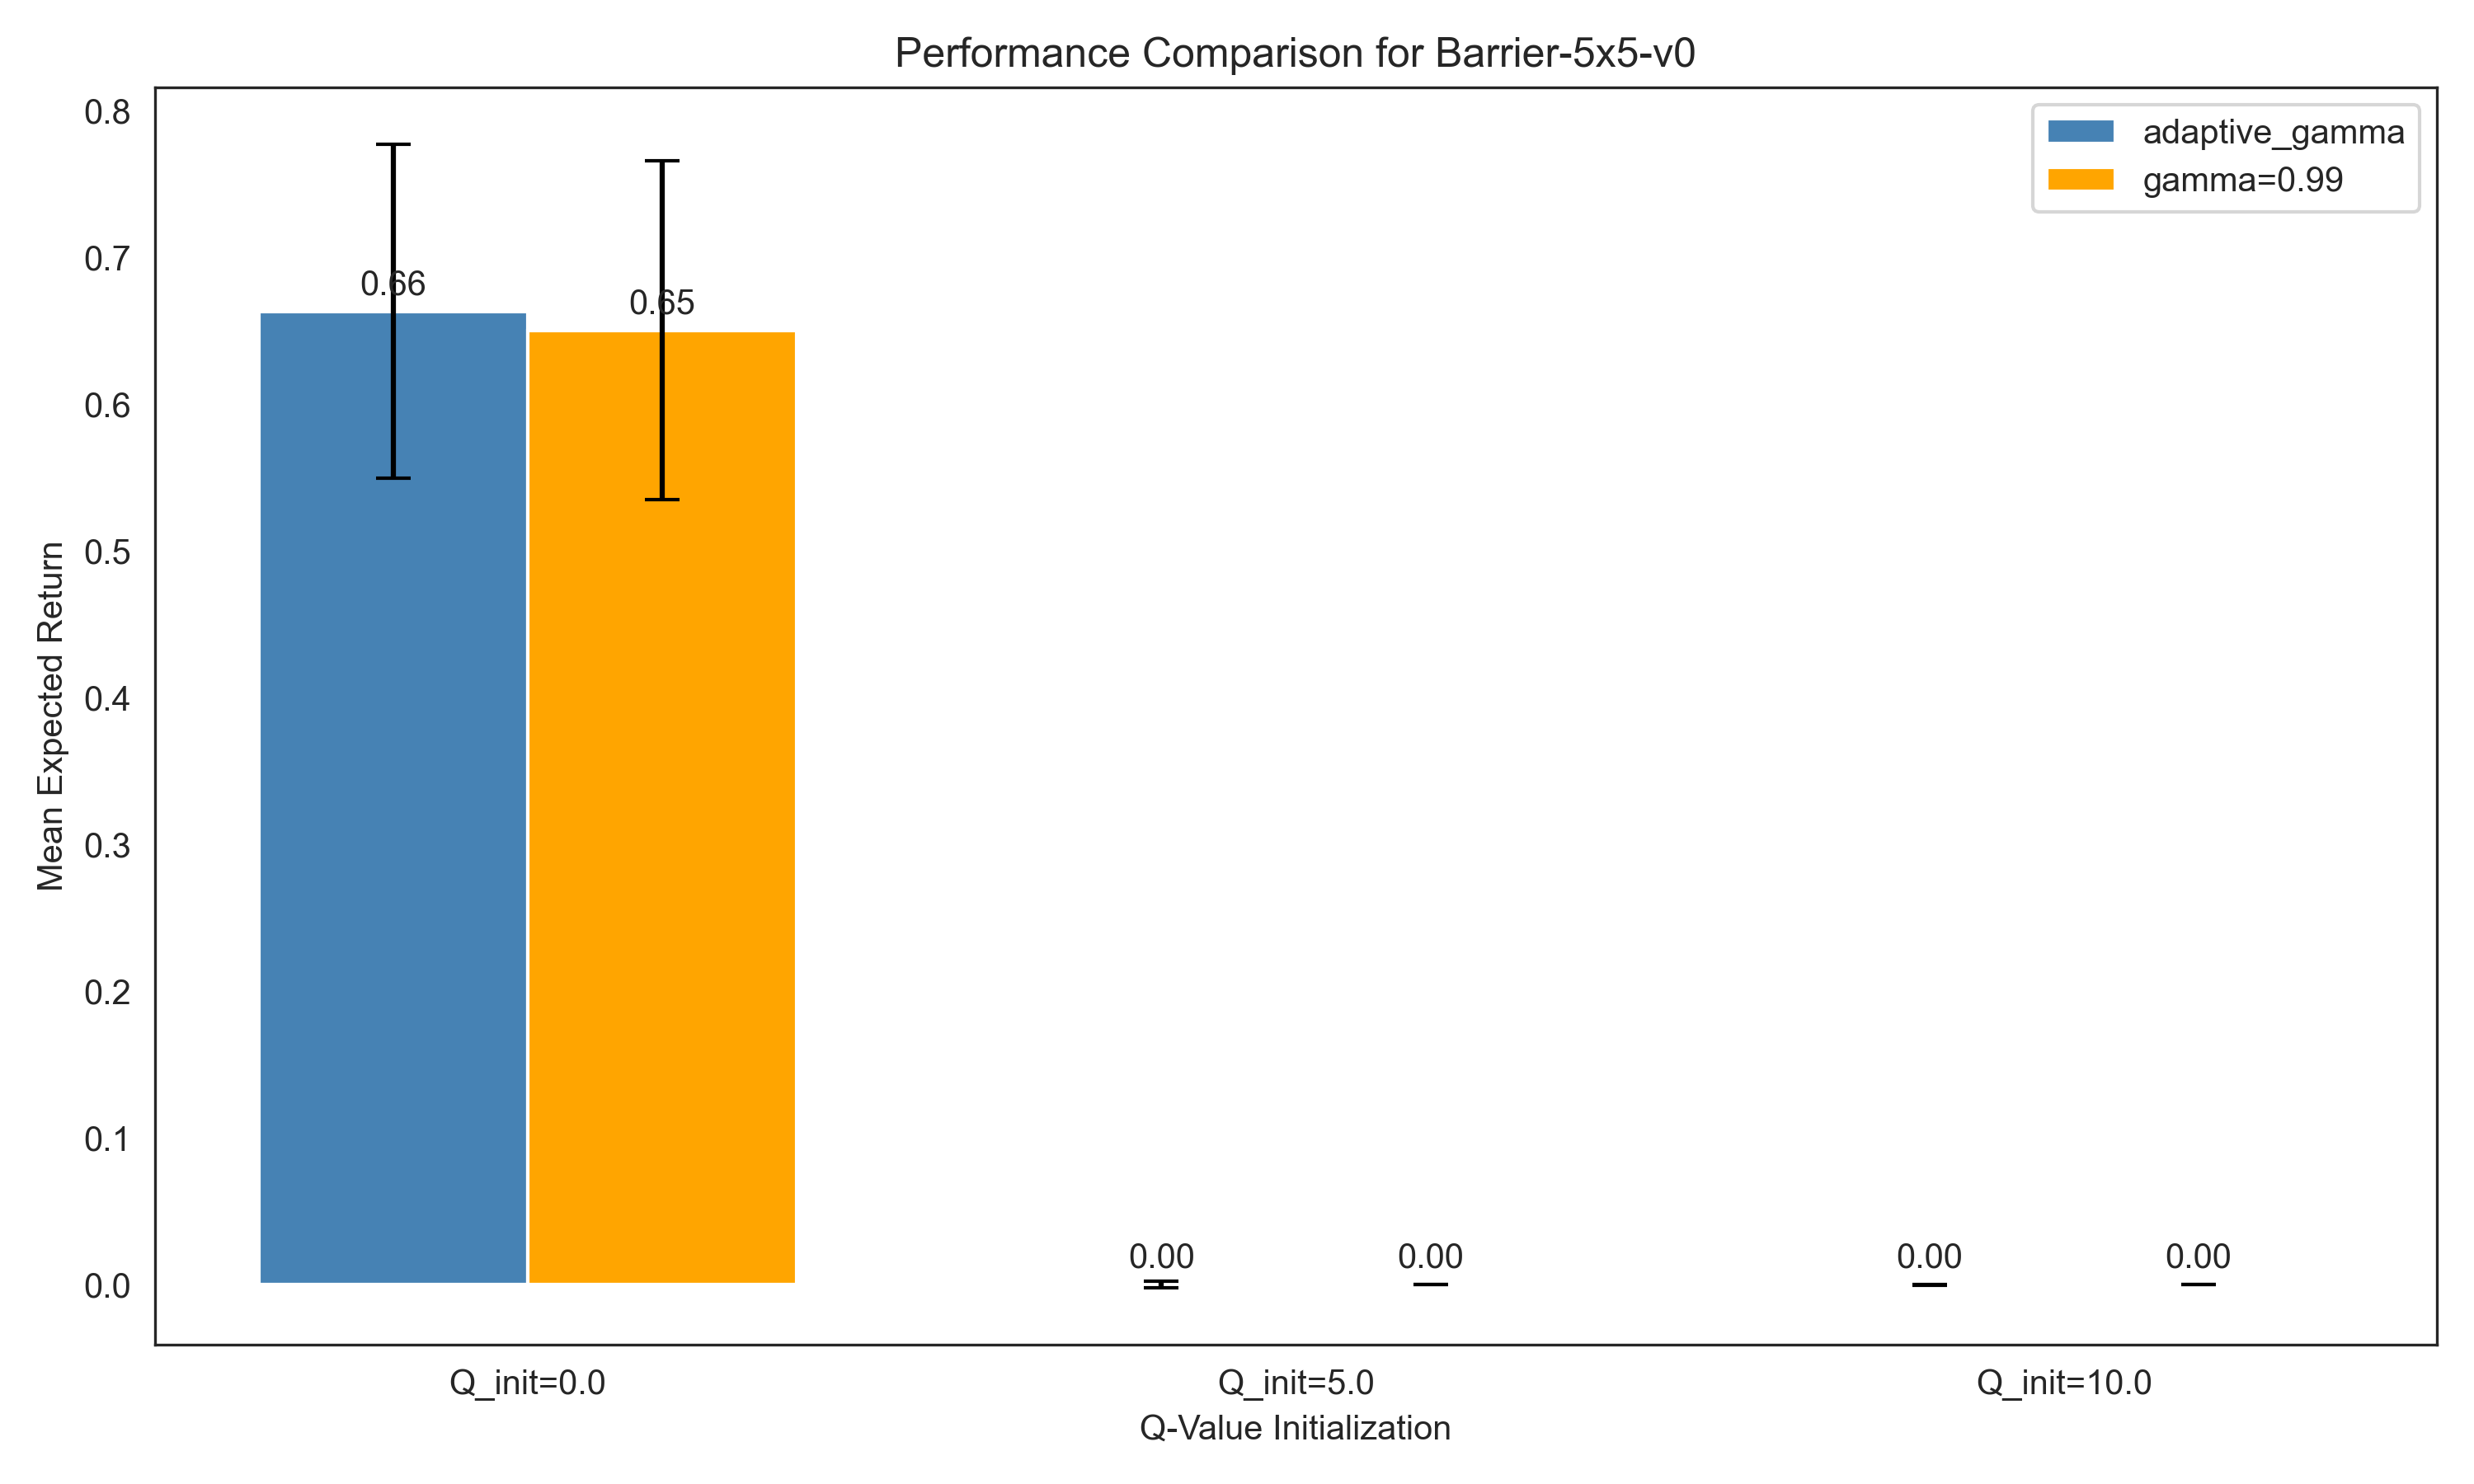 Performance Comparison for Barrier-5x5-v0
adaptive_gamma
gamma=0.99
Mean Expected Return
0.8
0.7
0.6
0.5
0.4
0.3
0.2
0.1
0.0
0.66
0.65
0.00
0.00
0.00
0.00
Q_init=0.0
Q_init=5.0
Q_init=10.0
Q-Value Initialization